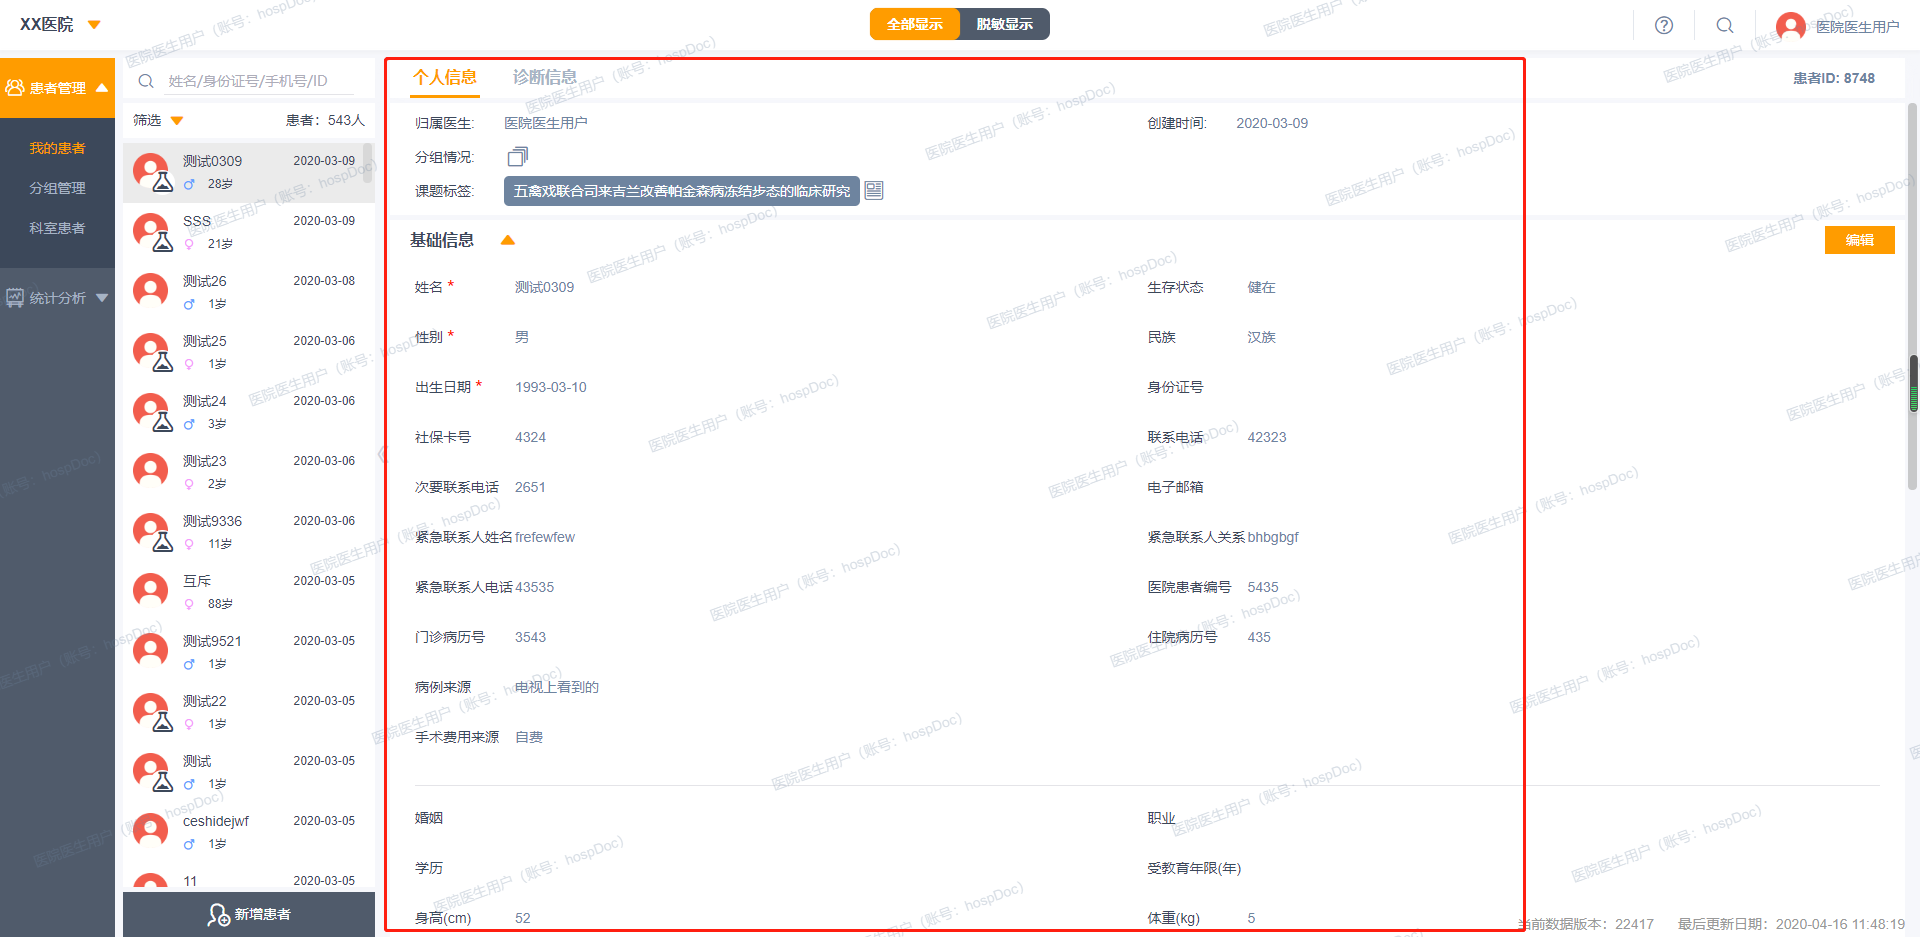 XX医院
全部显示 脱敏显示
医院医生用户
患者管理
我的患者
分组管理
科室患者
统计分析
姓名/身份证号/手机号/ID
筛选 患者：543人
测试0309 2020-03-09
28岁
SSS 2020-03-09
21岁
测试26 2020-03-08
1岁
测试25 2020-03-06
1岁
测试24 2020-03-06
3岁
测试23 2020-03-06
2岁
测试9336 2020-03-06
11岁
互斥 2020-03-05
88岁
测试9521 2020-03-05
1岁
测试22 2020-03-05
1岁
测试 2020-03-05
1岁
ceshidejwf 2020-03-05
1岁
11 2020-03-05
新增患者
个人信息 诊断信息 患者ID: 8748
归属医生: 医院医生用户 创建时间: 2020-03-09
分组情况:
课题标签: 五禽戏联合司来吉兰改善帕金森病冻结步态的临床研究
基础信息 编辑
姓名 * 测试0309 生存状态 健在
性别 * 男 民族 汉族
出生日期 * 1993-03-10 身份证号
社保卡号 4324 联系电话 42323
次要联系电话 2651 电子邮箱
紧急联系人姓名 frefewfew 紧急联系人关系 bhbgbgf
紧急联系人电话 43535 医院患者编号 5435
门诊病历号 3543 住院病历号 435
病例来源 电视上看到的
手术费用来源 自费
婚姻 职业
学历 受教育年限(年)
身高(cm) 52 体重(kg) 5
当前数据版本：22417 最后更新日期：2020-04-16 11:48:19
医院医生用户（账号：hospDoc）